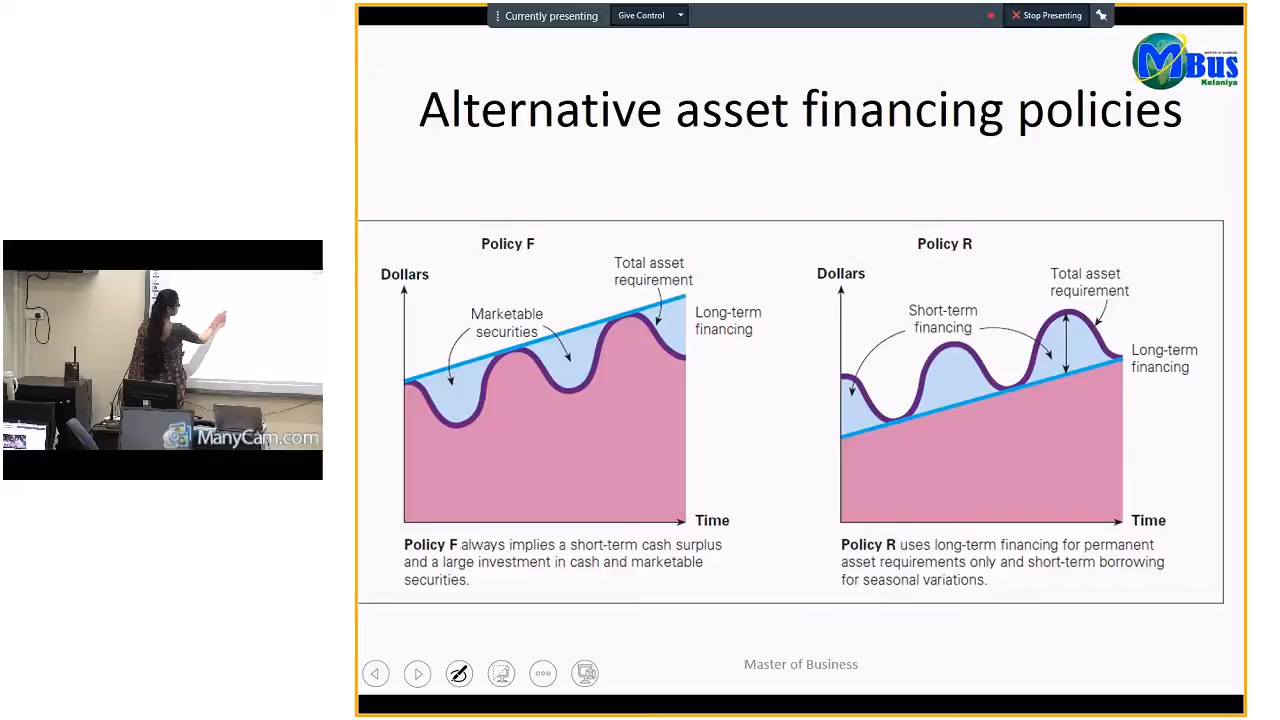 Currently presenting
Give Control
Stop Presenting
MASTER OF BUSINESS
MBus
Kelaniya
Alternative asset financing policies
Policy F
Dollars
Total asset
requirement
Marketable
securities
Long-term
financing
Time
Policy F always implies a short-term cash surplus
and a large investment in cash and marketable
securities.
Policy R
Dollars
Total asset
requirement
Short-term
financing
Long-term
financing
Time
Policy R uses long-term financing for permanent
asset requirements only and short-term borrowing
for seasonal variations.
Master of Business
ManyCam.com